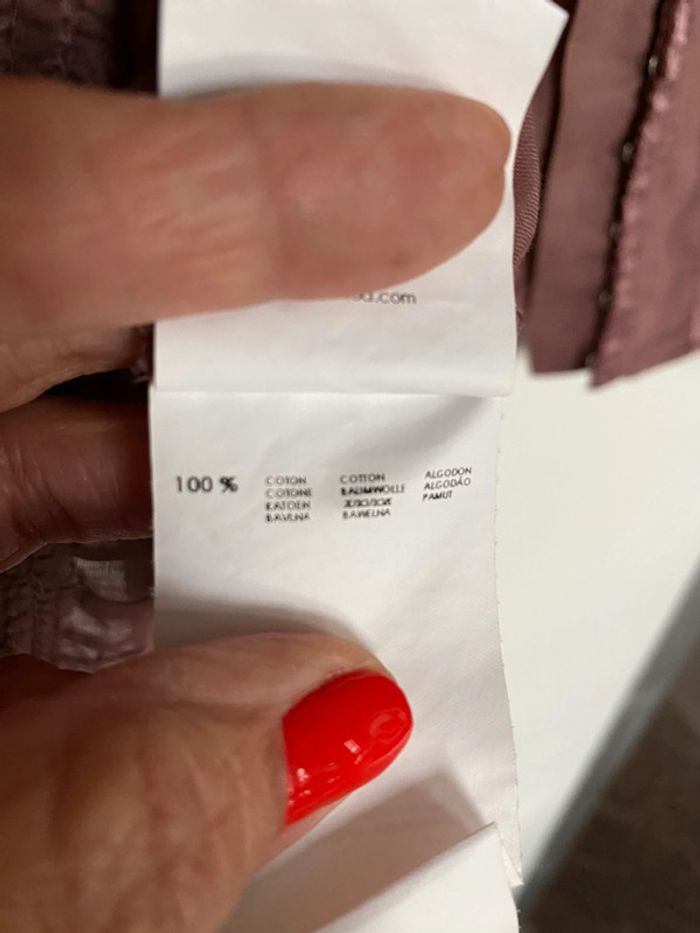 .com
100 % COTON COTTON ALGODON
COTONE BAUMWOLLE ALGODÃO
KATOEN PAMUT
BAVLNA BAWEŁNA